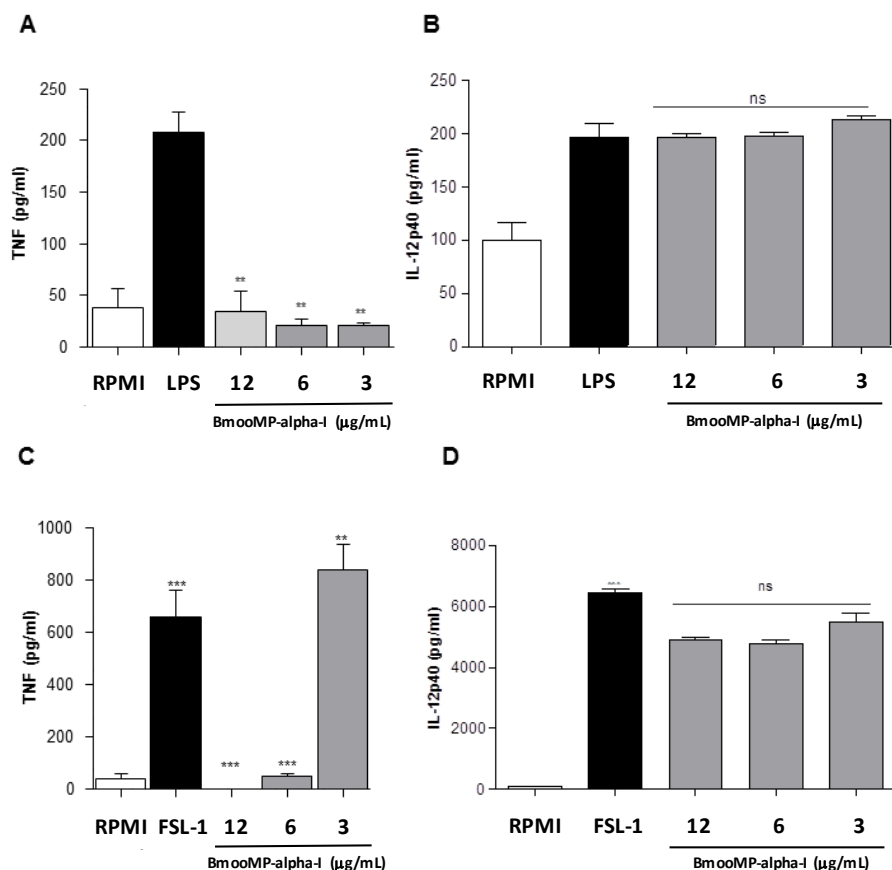 A
TNF (pg/ml)
250
200
150
100
50
0
**
**
**
RPMI LPS 12 6 3
BmooMP-alpha-I (µg/mL)
B
IL-12p40 (pg/ml)
250
200
150
100
50
0
ns
RPMI LPS 12 6 3
BmooMP-alpha-I (µg/mL)
C
TNF (pg/ml)
1000
800
600
400
200
0
***
***
***
**
RPMI FSL-1 12 6 3
BmooMP-alpha-I (µg/mL)
D
IL-12p40 (pg/ml)
8000
6000
4000
2000
0
***
ns
RPMI FSL-1 12 6 3
BmooMP-alpha-I (µg/mL)